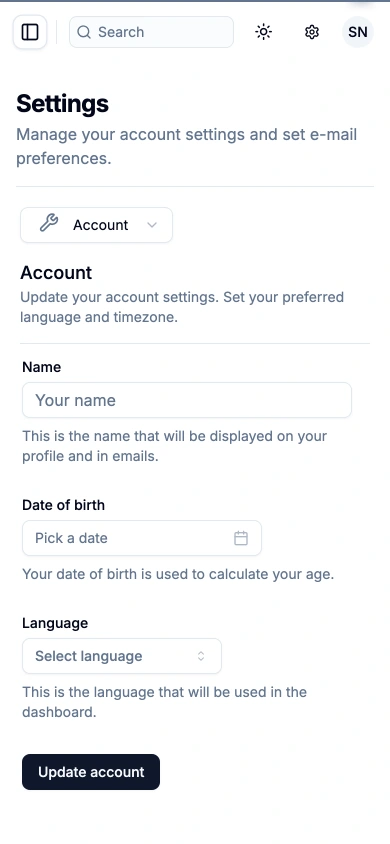 Search
SN
Settings
Manage your account settings and set e-mail
preferences.
Account
Account
Update your account settings. Set your preferred
language and timezone.
Name
Your name
This is the name that will be displayed on your
profile and in emails.
Date of birth
Pick a date
Your date of birth is used to calculate your age.
Language
Select language
This is the language that will be used in the
dashboard.
Update account